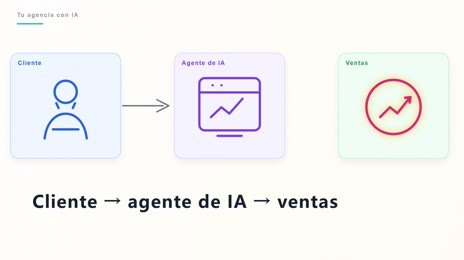 Tu agencia con IA
Cliente
Agente de IA
Ventas
Cliente → agente de IA → ventas